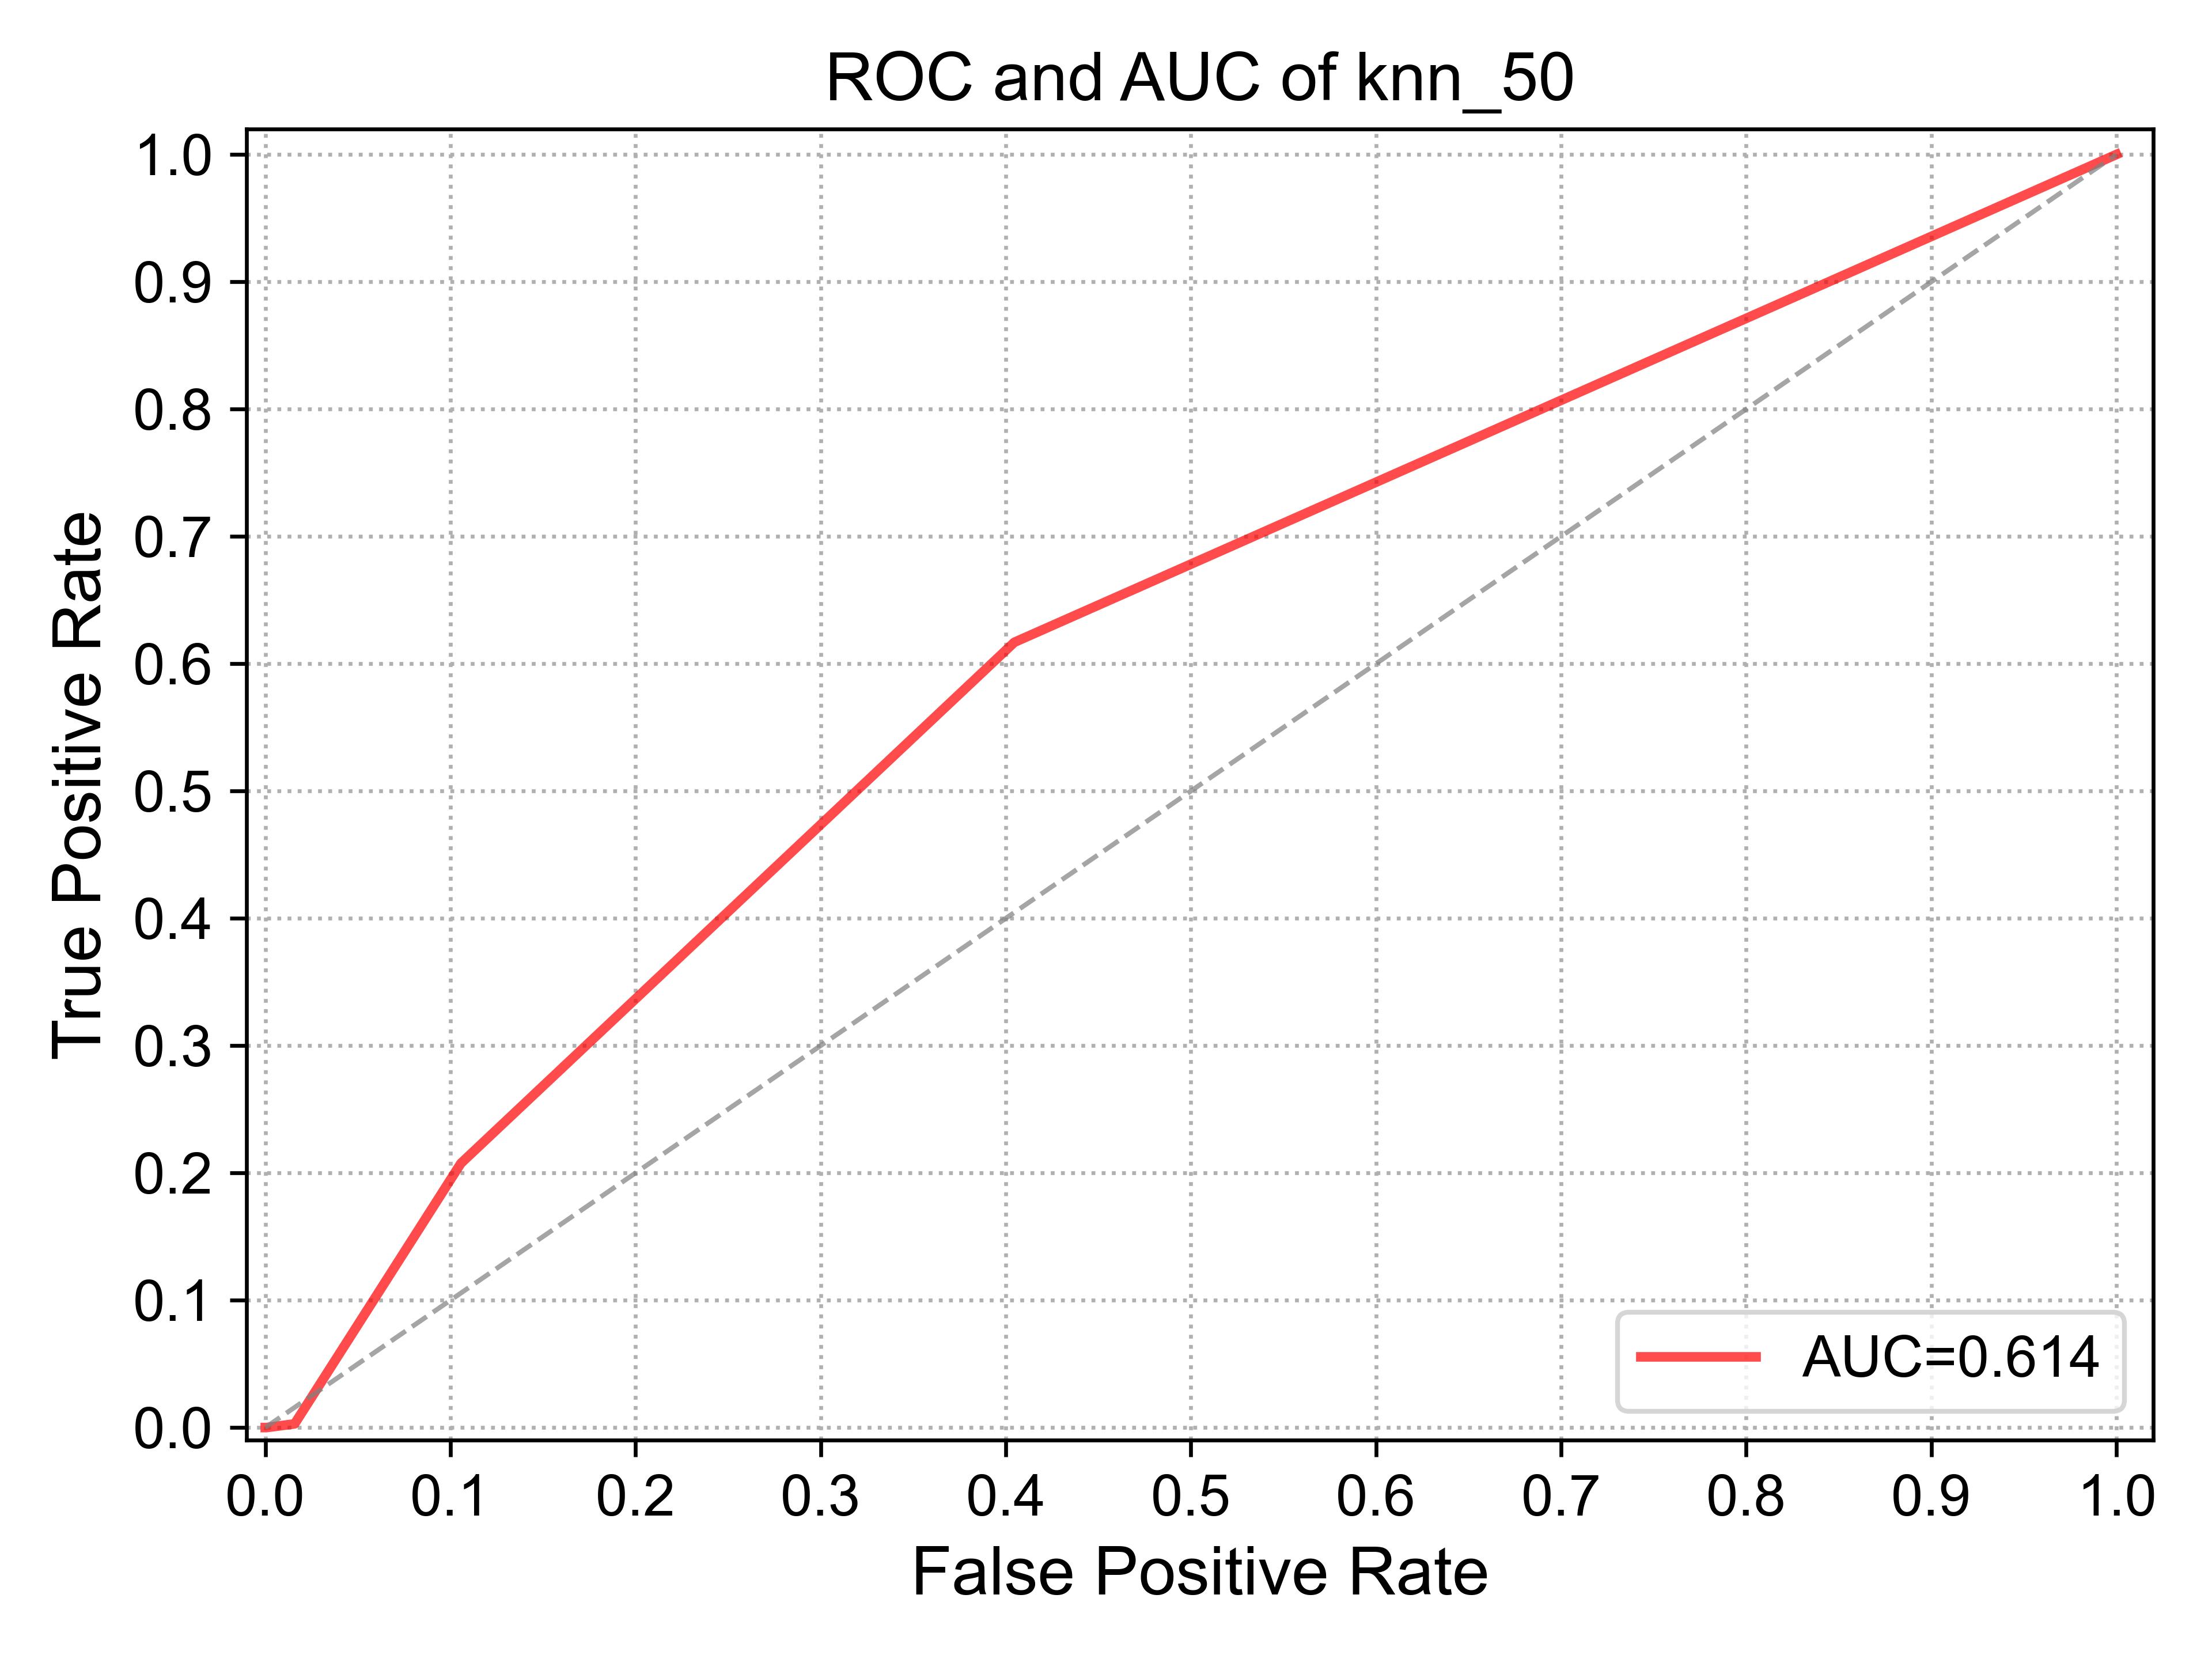 ROC and AUC of knn_50
1.0
0.9
0.8
0.7
0.6
0.5
0.4
0.3
0.2
0.1
0.0
True Positive Rate
AUC=0.614
0.0 0.1 0.2 0.3 0.4 0.5 0.6 0.7 0.8 0.9 1.0
False Positive Rate